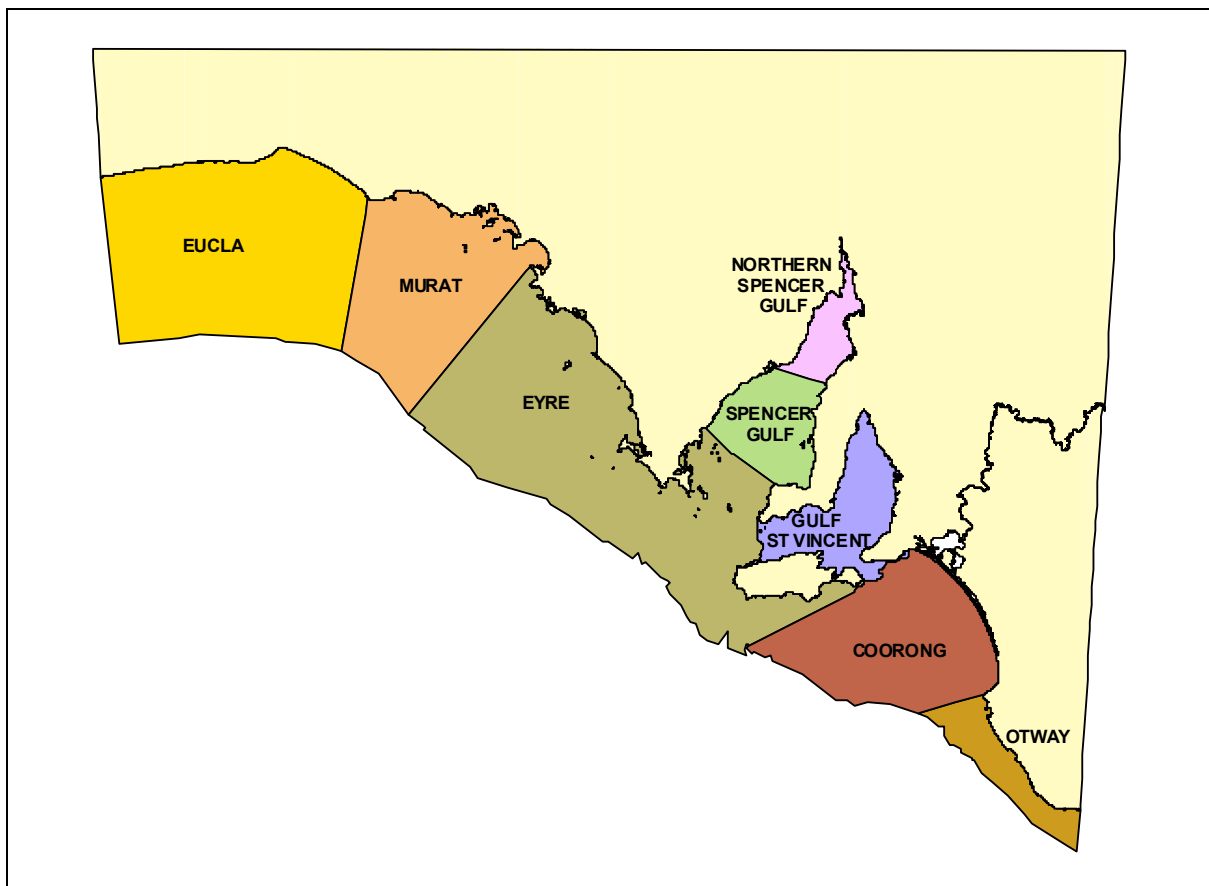 EUCLA
MURAT
NORTHERN
SPENCER
GULF
EYRE
SPENCER
GULF
GULF
ST VINCENT
COORONG
OTWAY